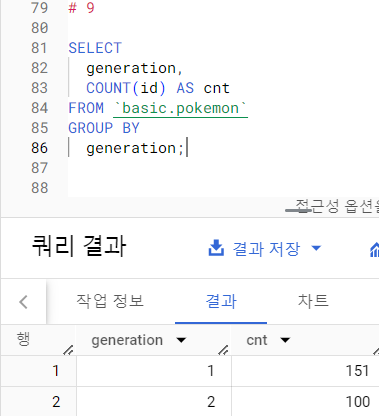 79 # 9
80
81 SELECT
82 generation,
83 COUNT(id) AS cnt
84 FROM `basic.pokemon`
85 GROUP BY
86 generation;
87
88
접근성 옵션을
쿼리 결과
결과 저장
작업 정보 결과 차트
행 generation cnt
1 1 151
2 2 100